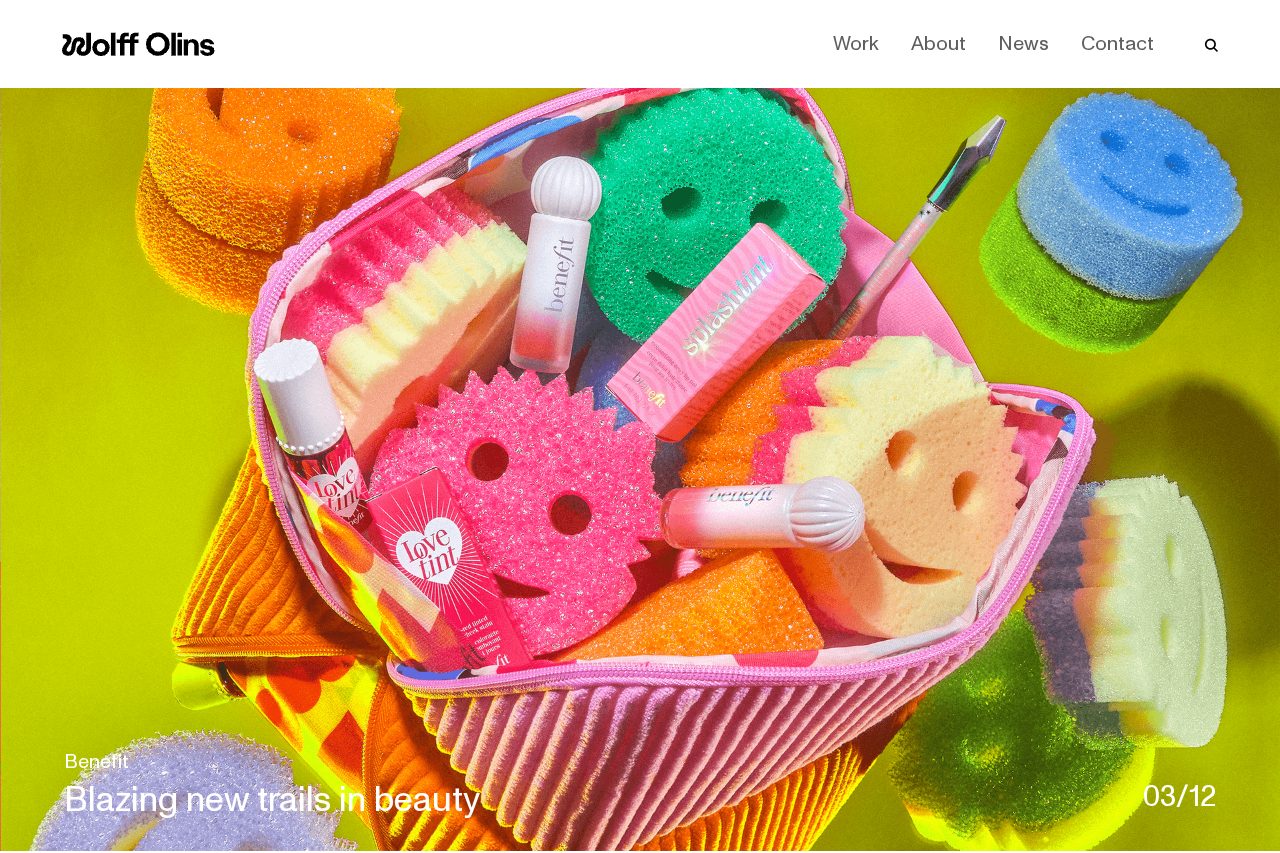 Wolff Olins
Work
About
News
Contact
benefit
splashtint
benefit
Love
tint
benefit
Love
tint
Benefit
Blazing new trails in beauty
03/12